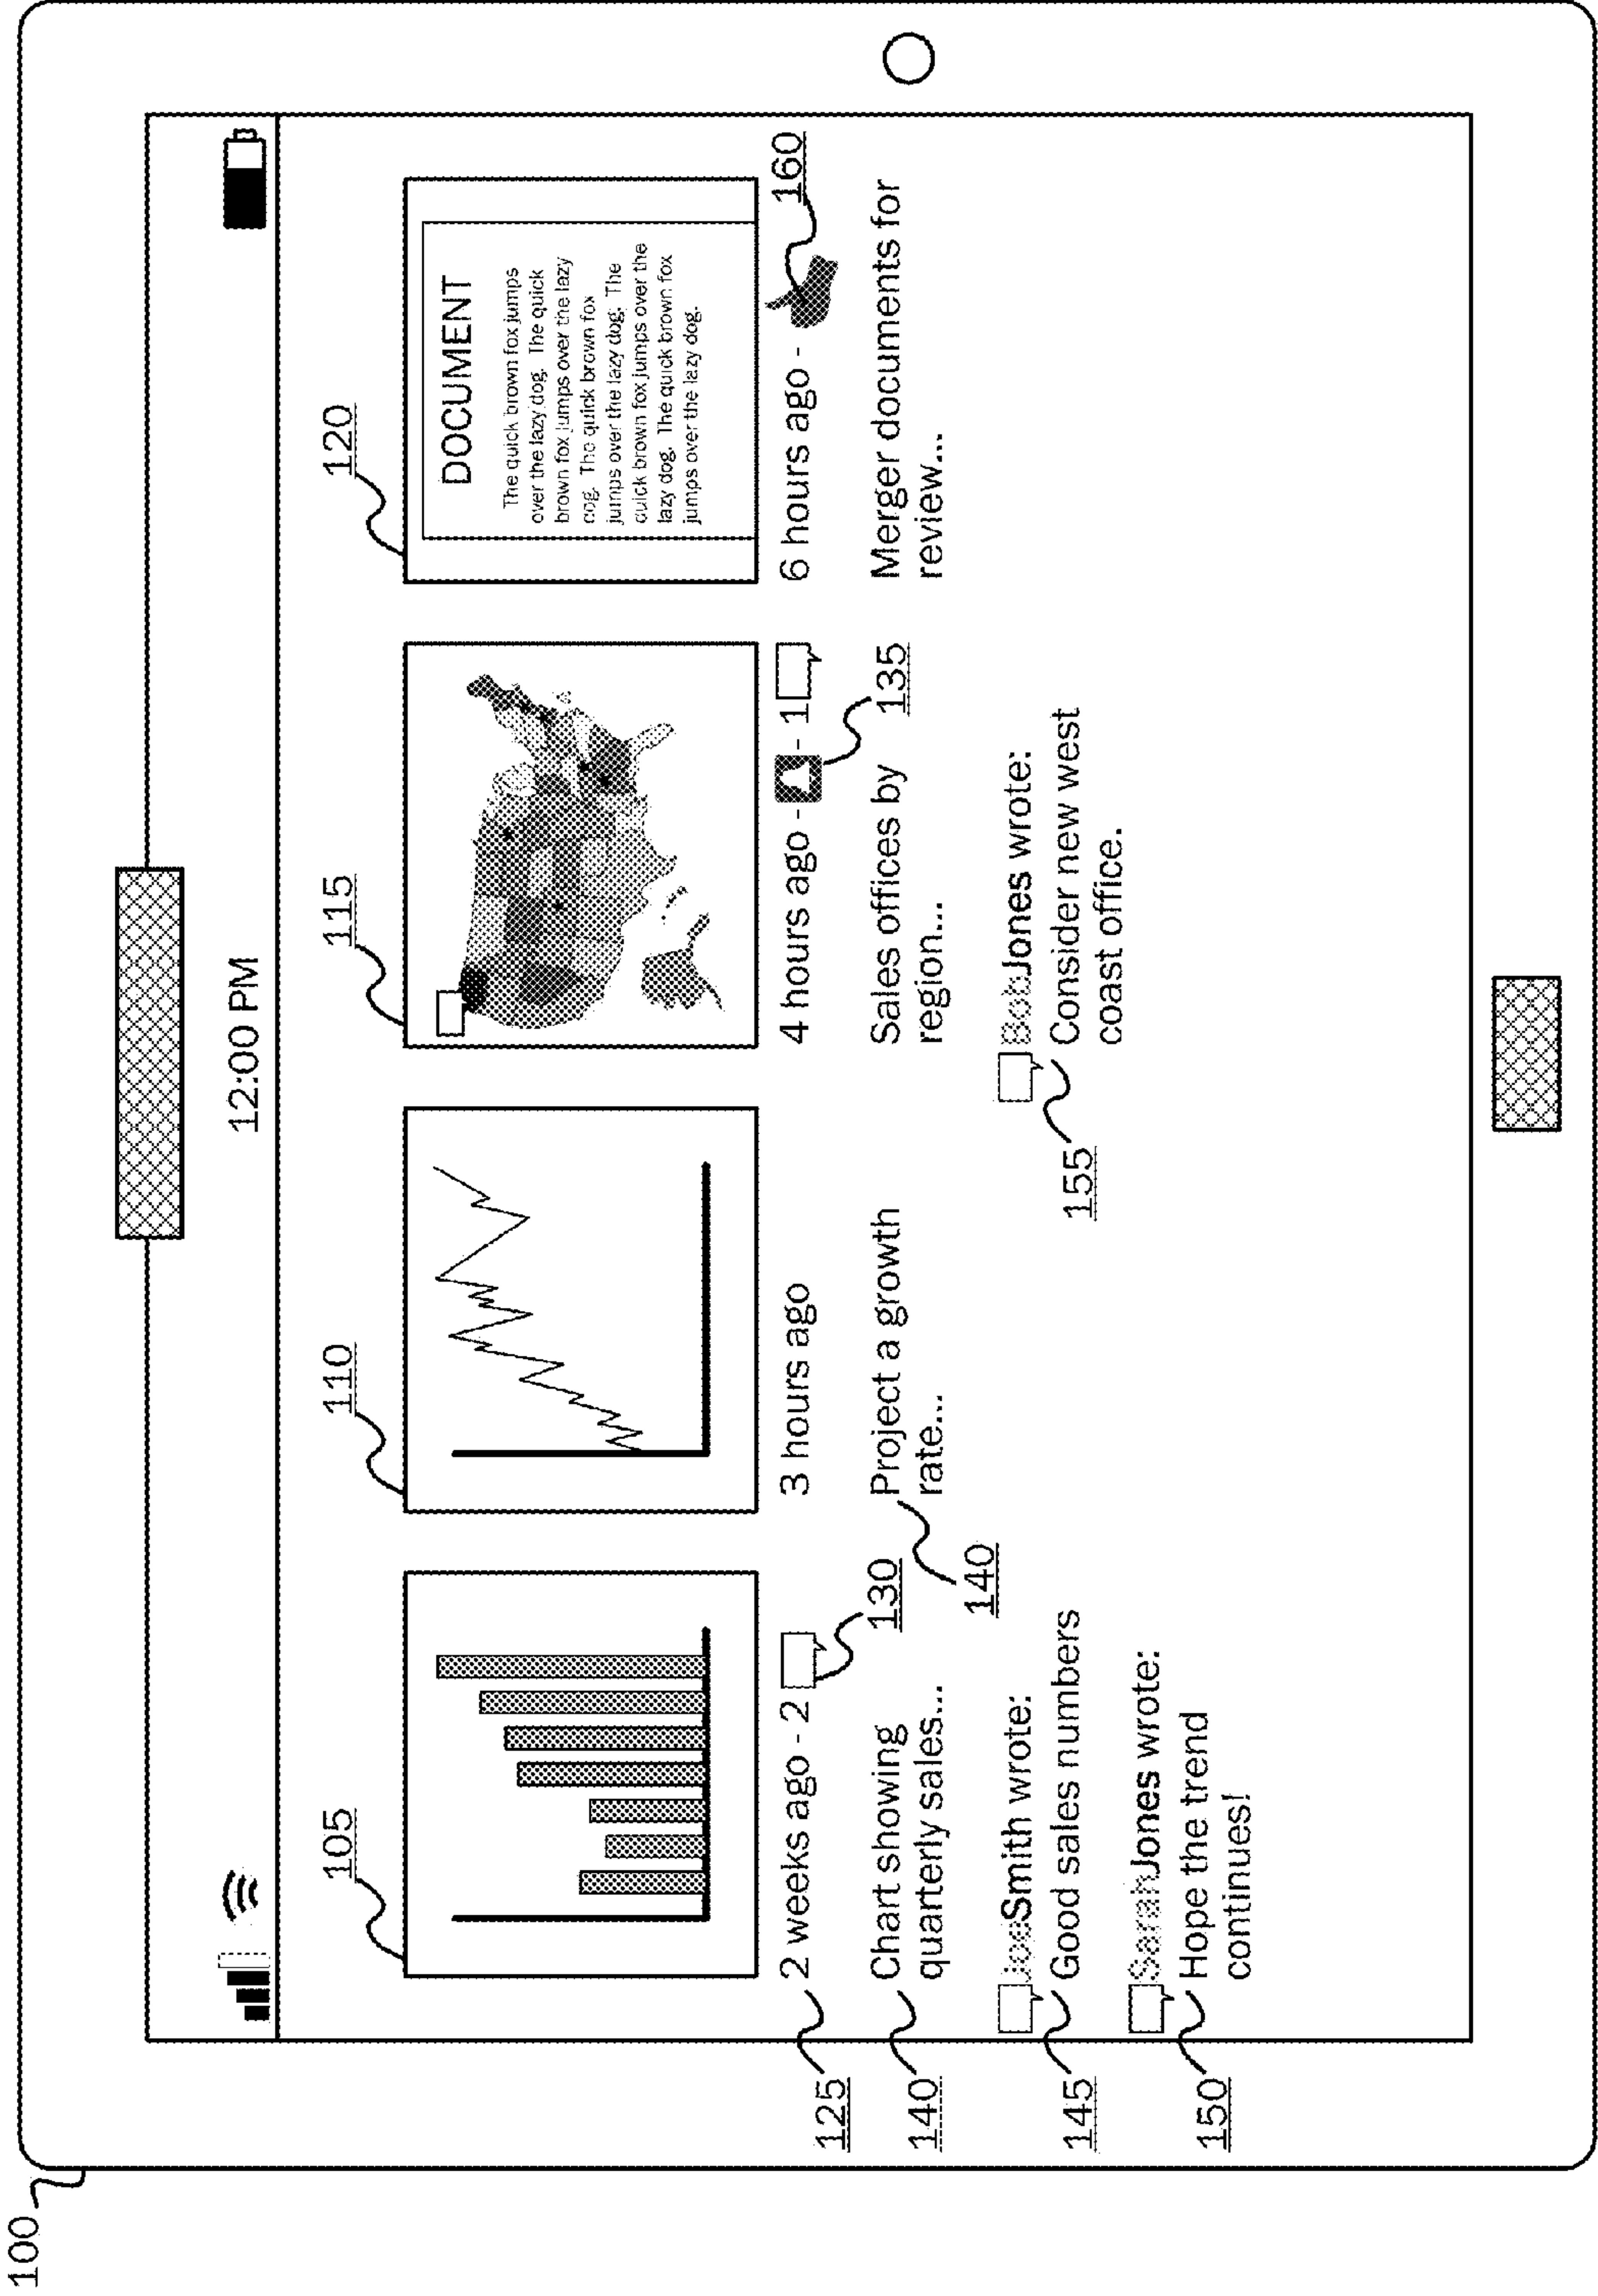 100
12:00 PM
105
2 weeks ago - 2
125
130
Chart showing
quarterly sales...
140
JoeSmith wrote:
Good sales numbers
145
SarahJones wrote:
Hope the trend
continues!
150
110
3 hours ago
Project a growth
rate...
140
115
4 hours ago - - 1
135
Sales offices by
region...
BobJones wrote:
Consider new west
coast office.
155
120
DOCUMENT
The quick brown fox jumps
over the lazy dog. The quick
brown fox jumps over the lazy
dog. The quick brown fox
jumps over the lazy dog. The
quick brown fox jumps over the
lazy dog. The quick brown fox
jumps over the lazy dog.
6 hours ago -
160
Merger documents for
review...